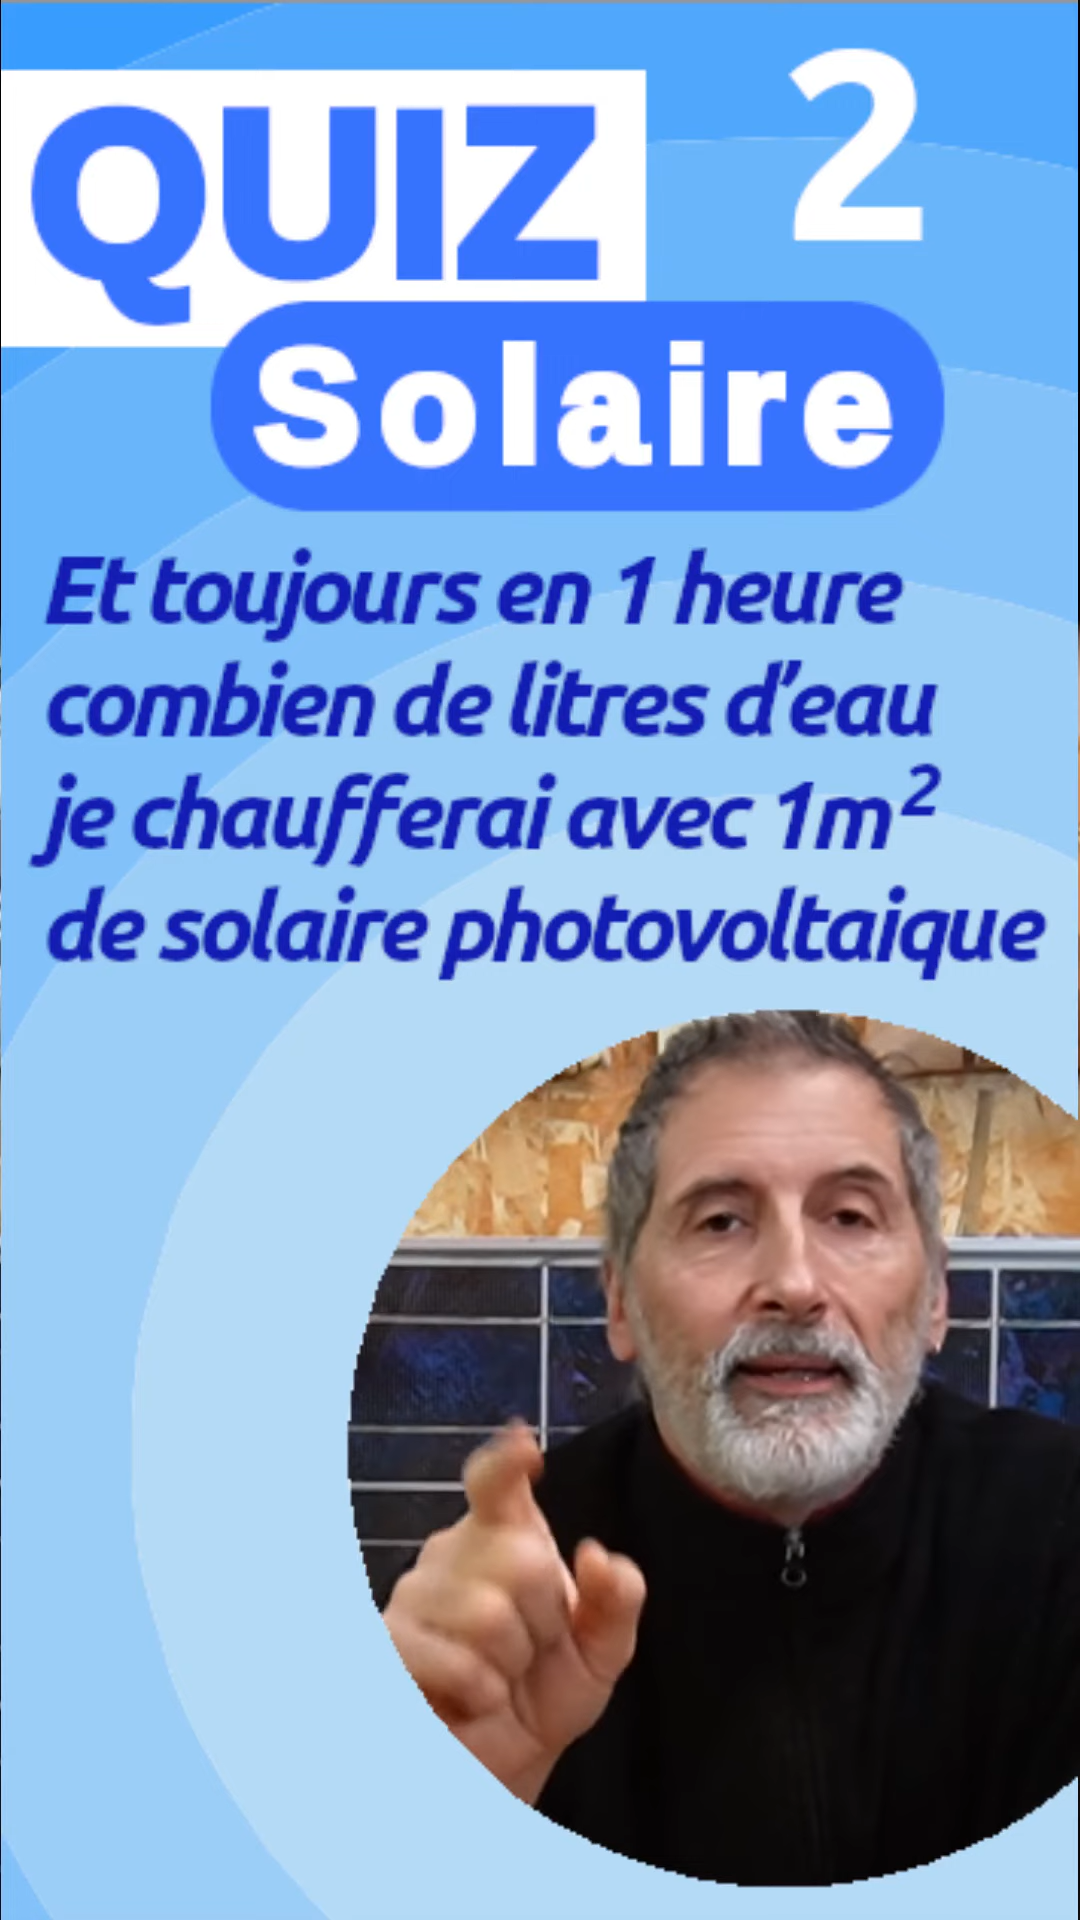 QUIZ 2
Solaire
Et toujours en 1 heure
combien de litres d'eau
je chaufferai avec 1m²
de solaire photovoltaique